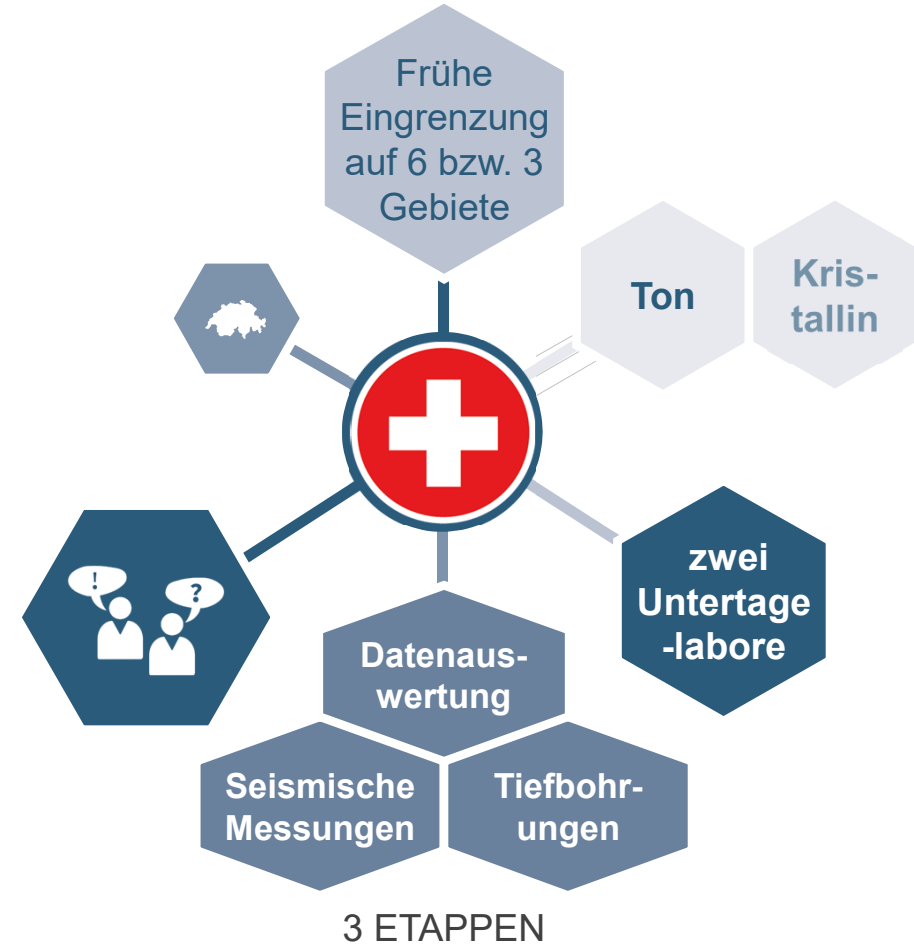 Frühe
Eingrenzung
auf 6 bzw. 3
Gebiete
Ton
Kris-
tallin
!
?
zwei
Untertage
-labore
Datenaus-
wertung
Seismische
Messungen
Tiefbohr-
ungen
3 ETAPPEN